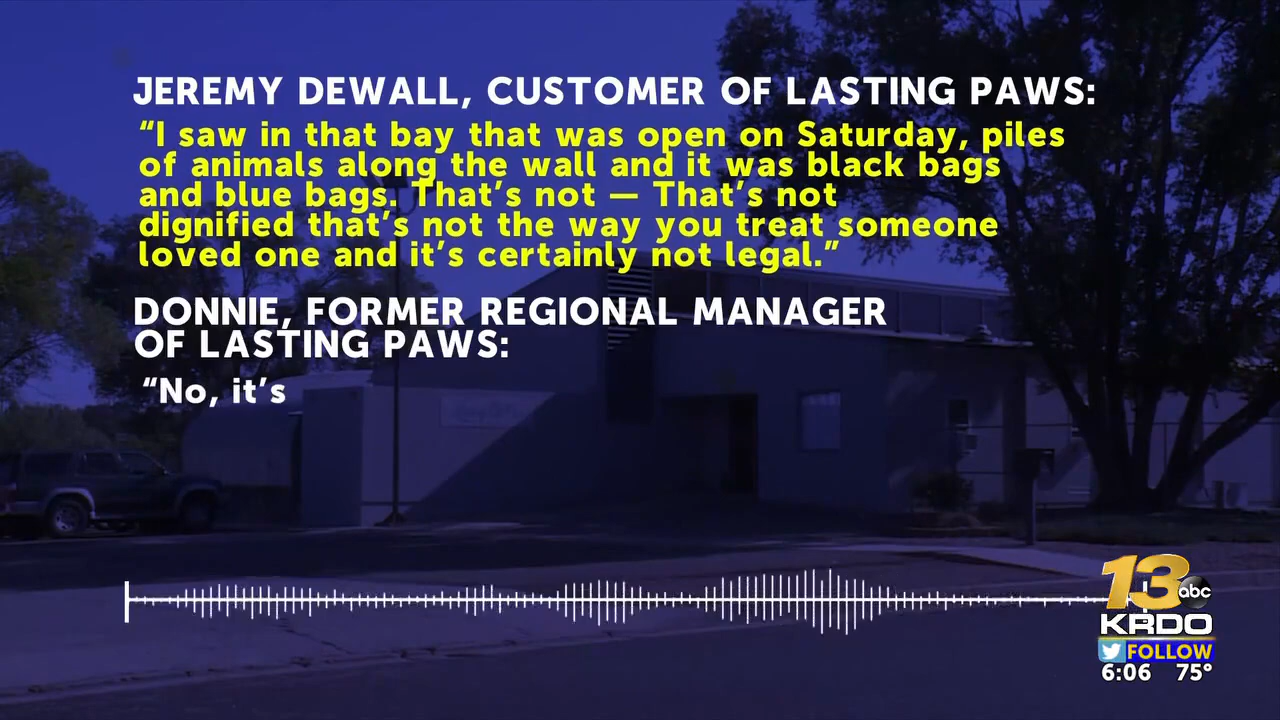 JEREMY DEWALL, CUSTOMER OF LASTING PAWS:
“I saw in that bay that was open on Saturday, piles
of animals along the wall and it was black bags
and blue bags. That’s not — That’s not
dignified that’s not the way you treat someone
loved one and it’s certainly not legal.”
DONNIE, FORMER REGIONAL MANAGER
OF LASTING PAWS:
“No, it’s
13
abc
KRDO
FOLLOW
6:06 75°